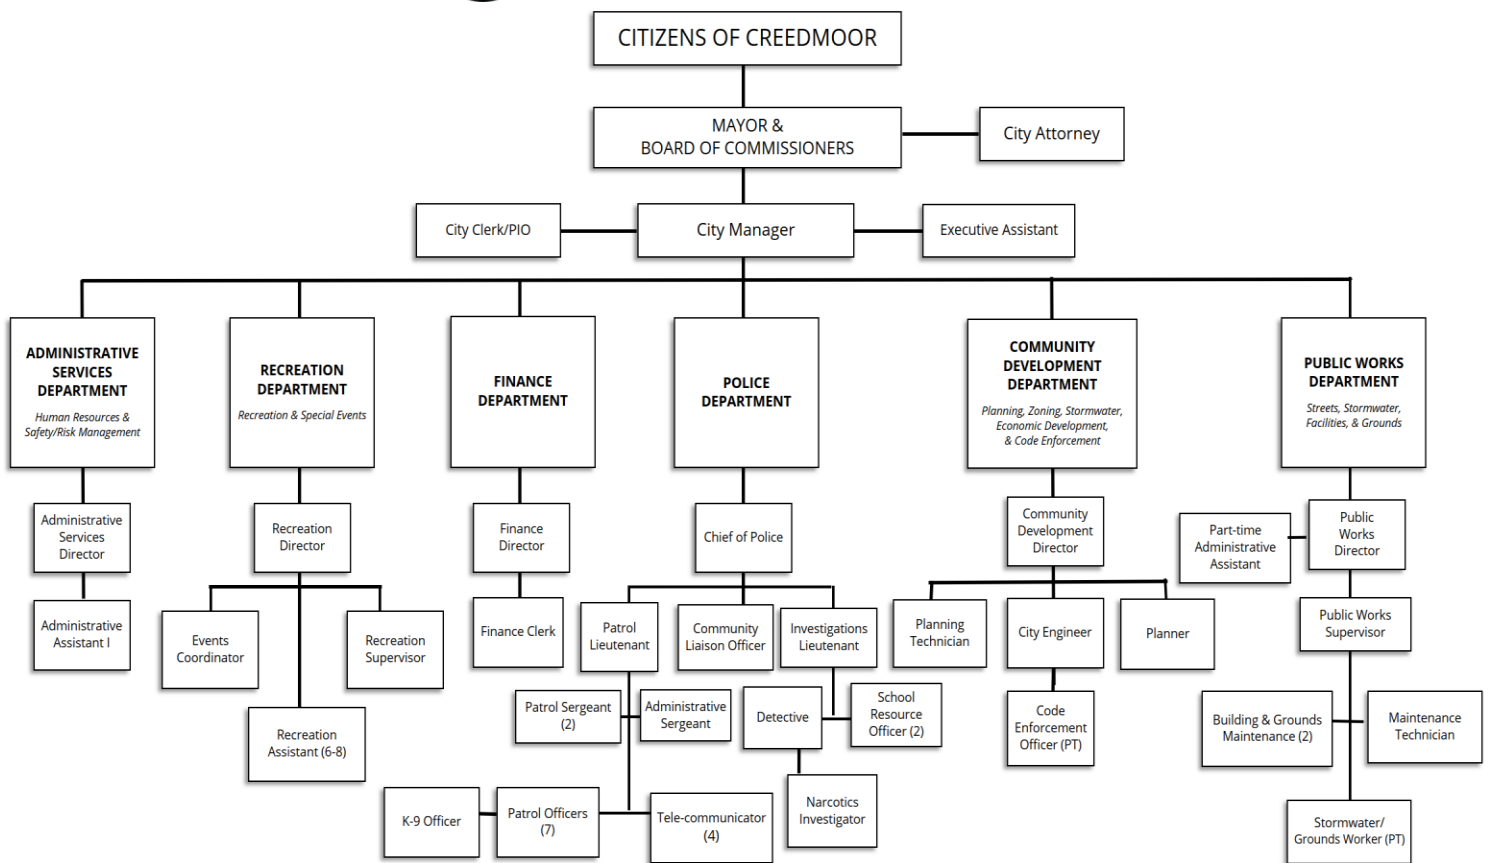 CITIZENS OF CREEDMOOR
MAYOR &
BOARD OF COMMISSIONERS
City Attorney
City Clerk/PIO
City Manager
Executive Assistant
ADMINISTRATIVE
SERVICES
DEPARTMENT
Human Resources &
Safety/Risk Management
RECREATION
DEPARTMENT
Recreation & Special Events
FINANCE
DEPARTMENT
POLICE
DEPARTMENT
COMMUNITY
DEVELOPMENT
DEPARTMENT
Planning, Zoning, Stormwater,
Economic Development,
& Code Enforcement
PUBLIC WORKS
DEPARTMENT
Streets, Stormwater,
Facilities, & Grounds
Administrative
Services
Director
Recreation
Director
Finance
Director
Chief of Police
Community
Development
Director
Part-time
Administrative
Assistant
Public
Works
Director
Administrative
Assistant I
Events
Coordinator
Recreation
Supervisor
Finance Clerk
Patrol
Lieutenant
Community
Liaison Officer
Investigations
Lieutenant
Planning
Technician
City Engineer
Planner
Public Works
Supervisor
Recreation
Assistant (6-8)
Patrol Sergeant
(2)
Administrative
Sergeant
Detective
School
Resource
Officer (2)
Code
Enforcement
Officer (PT)
Building & Grounds
Maintenance (2)
Maintenance
Technician
K-9 Officer
Patrol Officers
(7)
Tele-communicator
(4)
Narcotics
Investigator
Stormwater/
Grounds Worker (PT)